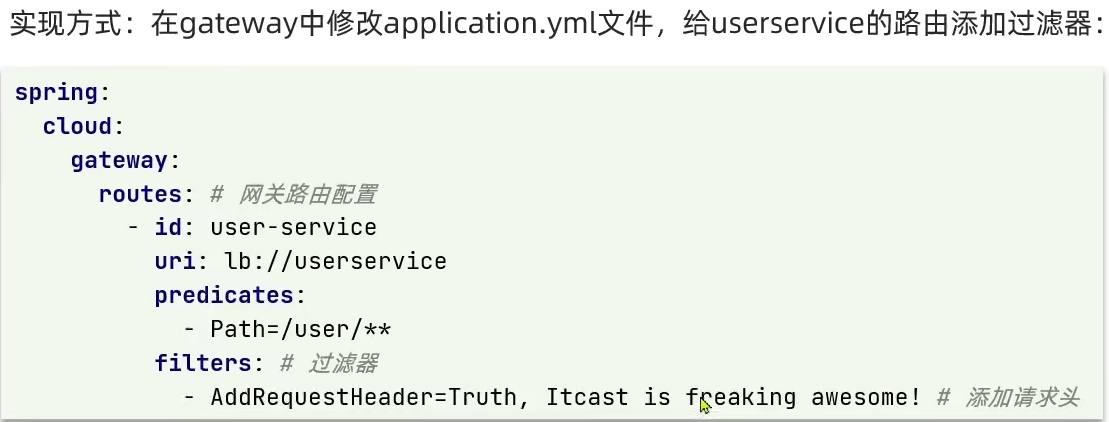 实现方式：在gateway中修改application.yml文件，给userservice的路由添加过滤器：
spring:
  cloud:
    gateway:
      routes: # 网关路由配置
        - id: user-service
          uri: lb://userservice
          predicates:
            - Path=/user/**
          filters: # 过滤器
            - AddRequestHeader=Truth, Itcast is freaking awesome! # 添加请求头